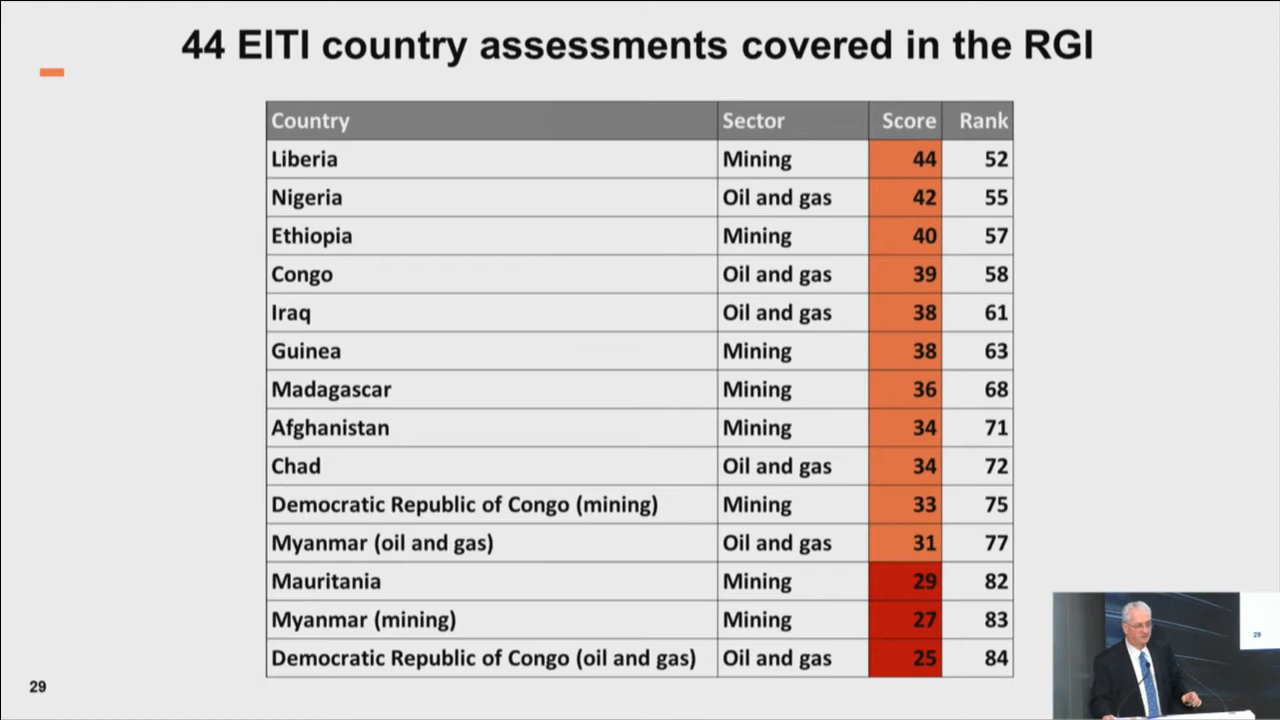 44 EITI country assessments covered in the RGI
Country Sector Score Rank
Liberia Mining 44 52
Nigeria Oil and gas 42 55
Ethiopia Mining 40 57
Congo Oil and gas 39 58
Iraq Oil and gas 38 61
Guinea Mining 38 63
Madagascar Mining 36 68
Afghanistan Mining 34 71
Chad Oil and gas 34 72
Democratic Republic of Congo (mining) Mining 33 75
Myanmar (oil and gas) Oil and gas 31 77
Mauritania Mining 29 82
Myanmar (mining) Mining 27 83
Democratic Republic of Congo (oil and gas) Oil and gas 25 84
29
29